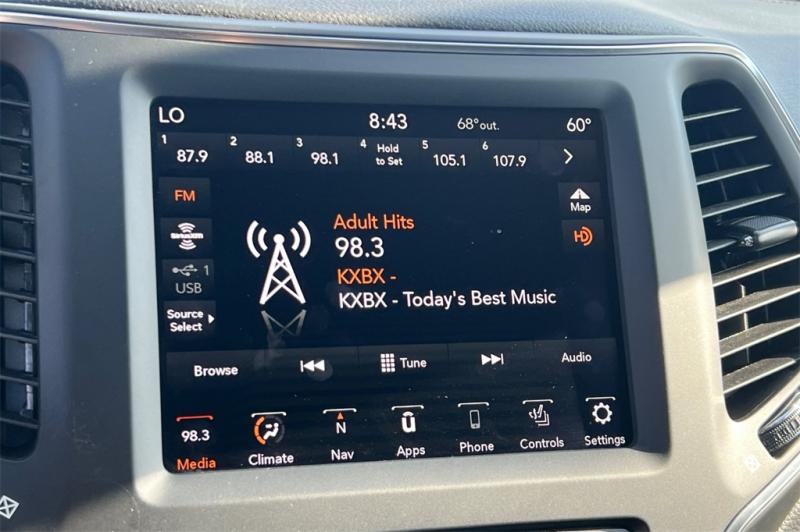 LO 8:43 68° out. 60°
1 87.9 2 88.1 3 98.1 4 Hold to Set 5 105.1 6 107.9
FM
Map
Adult Hits
98.3
SiriusXM
HD
KXBX -
1
USB
KXBX - Today's Best Music
Source
Select
Browse Tune Audio
98.3 N u
Media Climate Nav Apps Phone Controls Settings